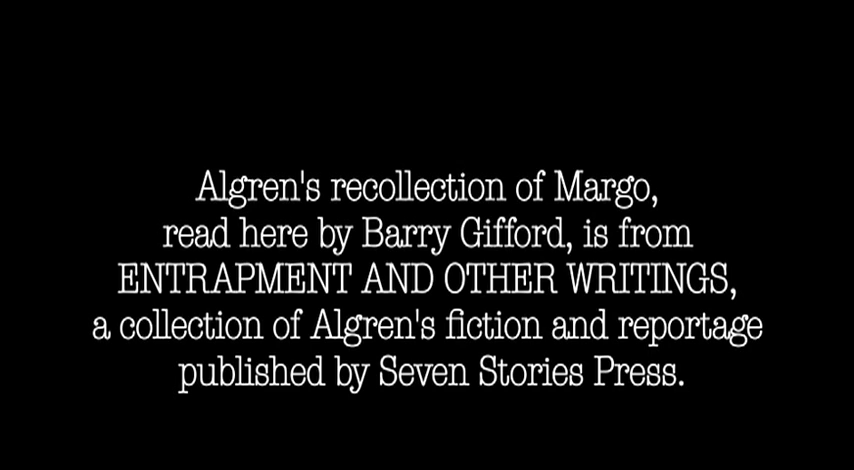 Algren's recollection of Margo,
read here by Barry Gifford, is from
ENTRAPMENT AND OTHER WRITINGS,
a collection of Algren's fiction and reportage
published by Seven Stories Press.